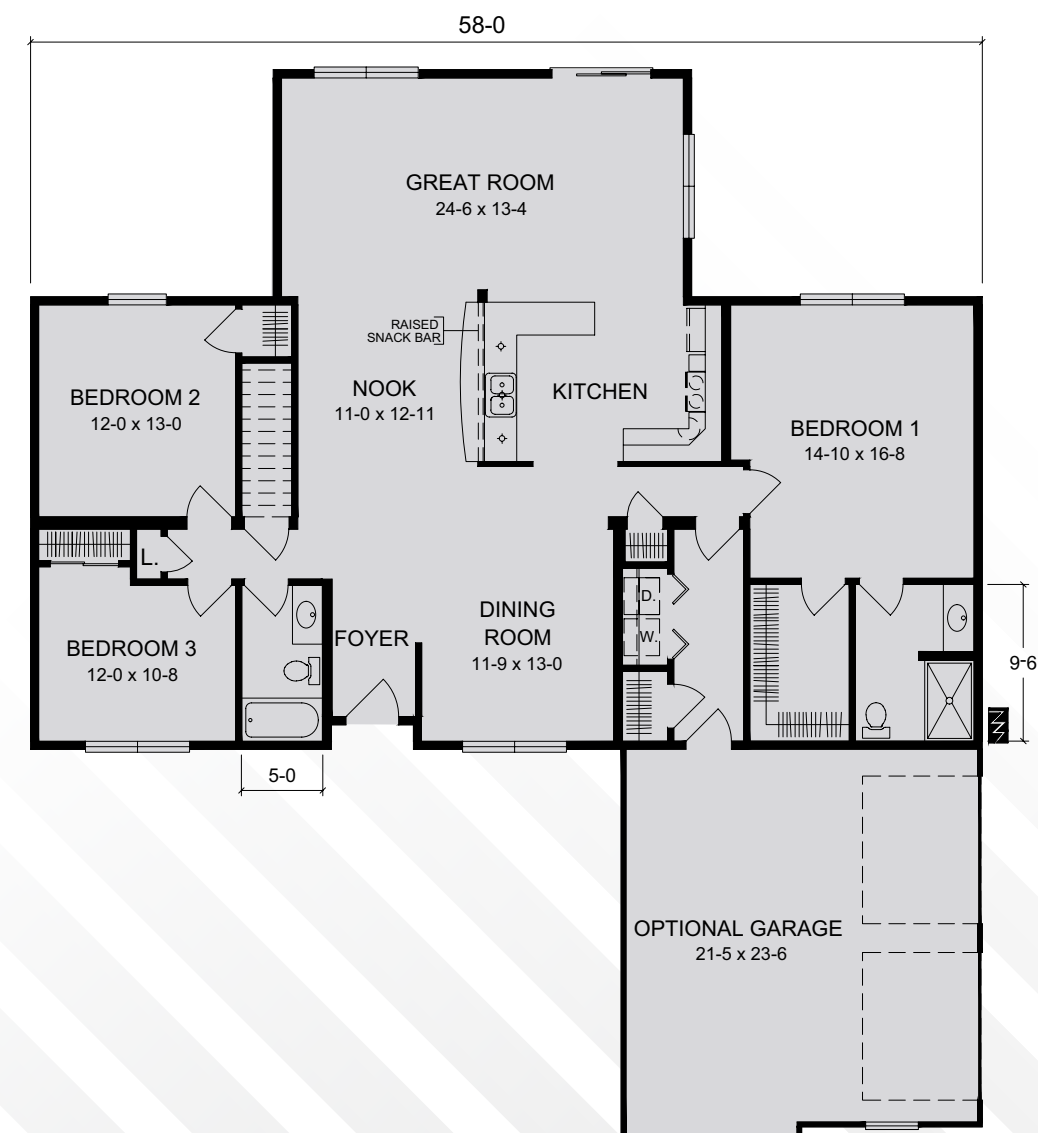 58-0
GREAT ROOM
24-6 x 13-4
RAISED
SNACK BAR
NOOK
11-0 x 12-11
KITCHEN
BEDROOM 2
12-0 x 13-0
BEDROOM 1
14-10 x 16-8
L.
BEDROOM 3
12-0 x 10-8
FOYER
DINING
ROOM
11-9 x 13-0
D.
W.
9-6
5-0
OPTIONAL GARAGE
21-5 x 23-6